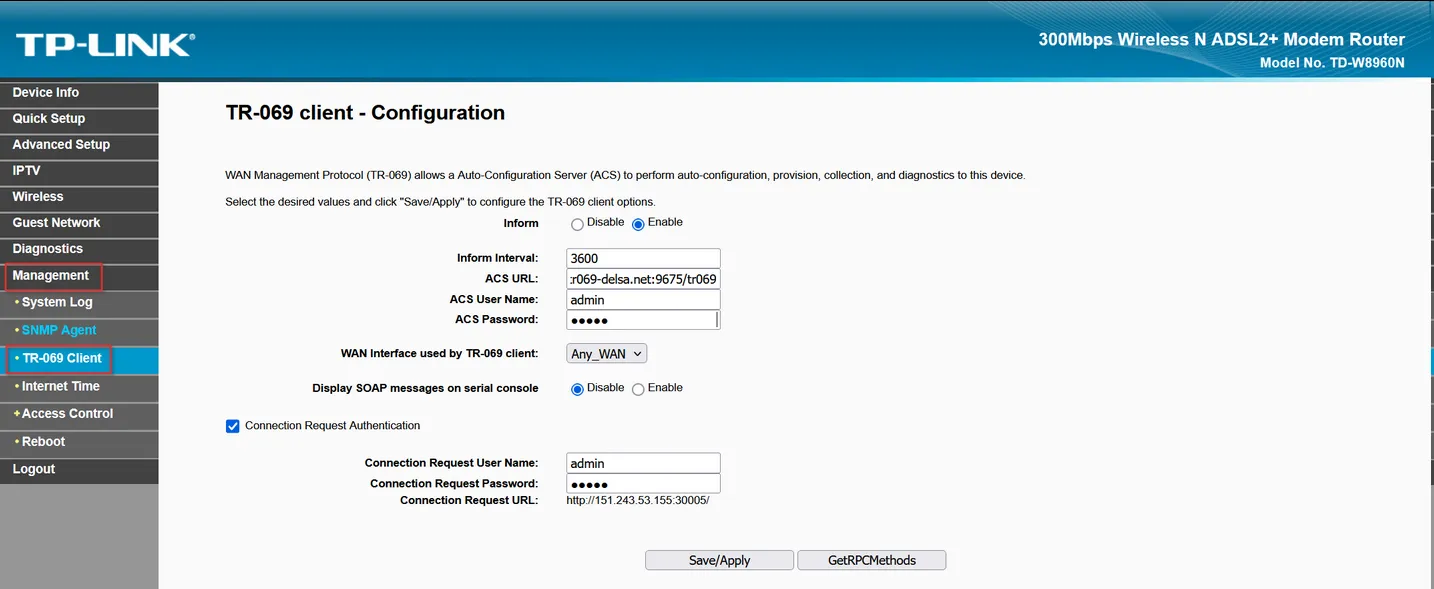 TP-LINK®
300Mbps Wireless N ADSL2+ Modem Router
Model No. TD-W8960N
Device Info
Quick Setup
Advanced Setup
IPTV
Wireless
Guest Network
Diagnostics
Management
• System Log
• SNMP Agent
• TR-069 Client
• Internet Time
+ Access Control
• Reboot
Logout
TR-069 client - Configuration
WAN Management Protocol (TR-069) allows a Auto-Configuration Server (ACS) to perform auto-configuration, provision, collection, and diagnostics to this device.
Select the desired values and click "Save/Apply" to configure the TR-069 client options.
Inform Disable Enable
Inform Interval: 3600
ACS URL: :r069-delsa.net:9675/tr069
ACS User Name: admin
ACS Password: •••••
WAN Interface used by TR-069 client: Any_WAN
Display SOAP messages on serial console Disable Enable
Connection Request Authentication
Connection Request User Name: admin
Connection Request Password: •••••
Connection Request URL: http://151.243.53.155:30005/
Save/Apply GetRPCMethods